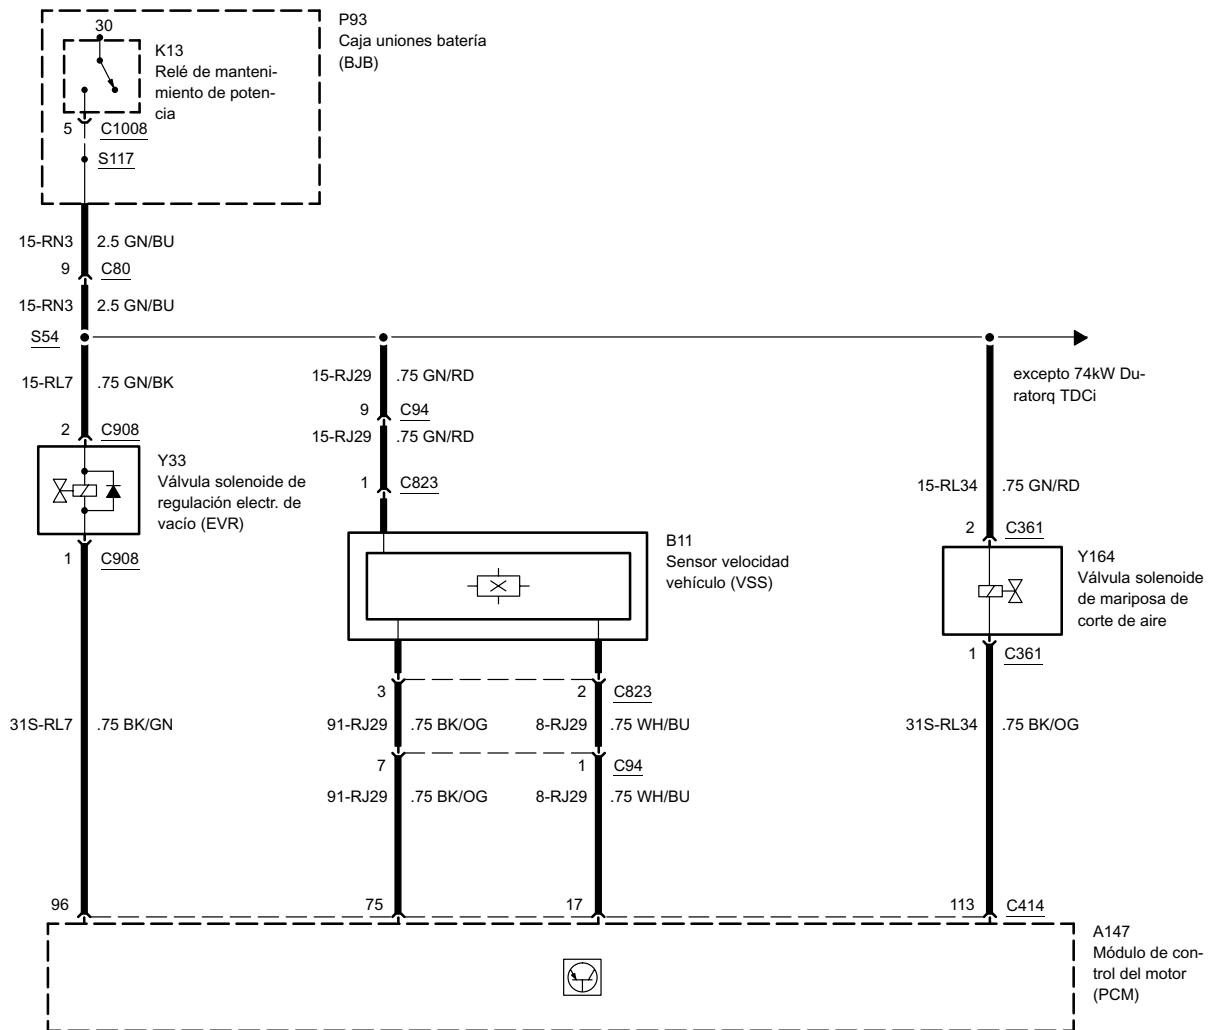 30
P93
Caja uniones batería
(BJB)
K13
Relé de manteni-
miento de poten-
cia
5 C1008
S117
15-RN3 2.5 GN/BU
9 C80
15-RN3 2.5 GN/BU
S54
15-RL7 .75 GN/BK
15-RJ29 .75 GN/RD
excepto 74kW Du-
ratorq TDCi
9 C94
2 C908
15-RJ29 .75 GN/RD
Y33
Válvula solenoide de
regulación electr. de
vacío (EVR)
1 C823
15-RL34 .75 GN/RD
2 C361
1 C908
B11
Sensor velocidad
vehículo (VSS)
Y164
Válvula solenoide
de mariposa de
corte de aire
1 C361
3 2 C823
31S-RL7 .75 BK/GN
91-RJ29 .75 BK/OG 8-RJ29 .75 WH/BU
31S-RL34 .75 BK/OG
7 1 C94
91-RJ29 .75 BK/OG 8-RJ29 .75 WH/BU
96 75 17 113 C414
A147
Módulo de con-
trol del motor
(PCM)